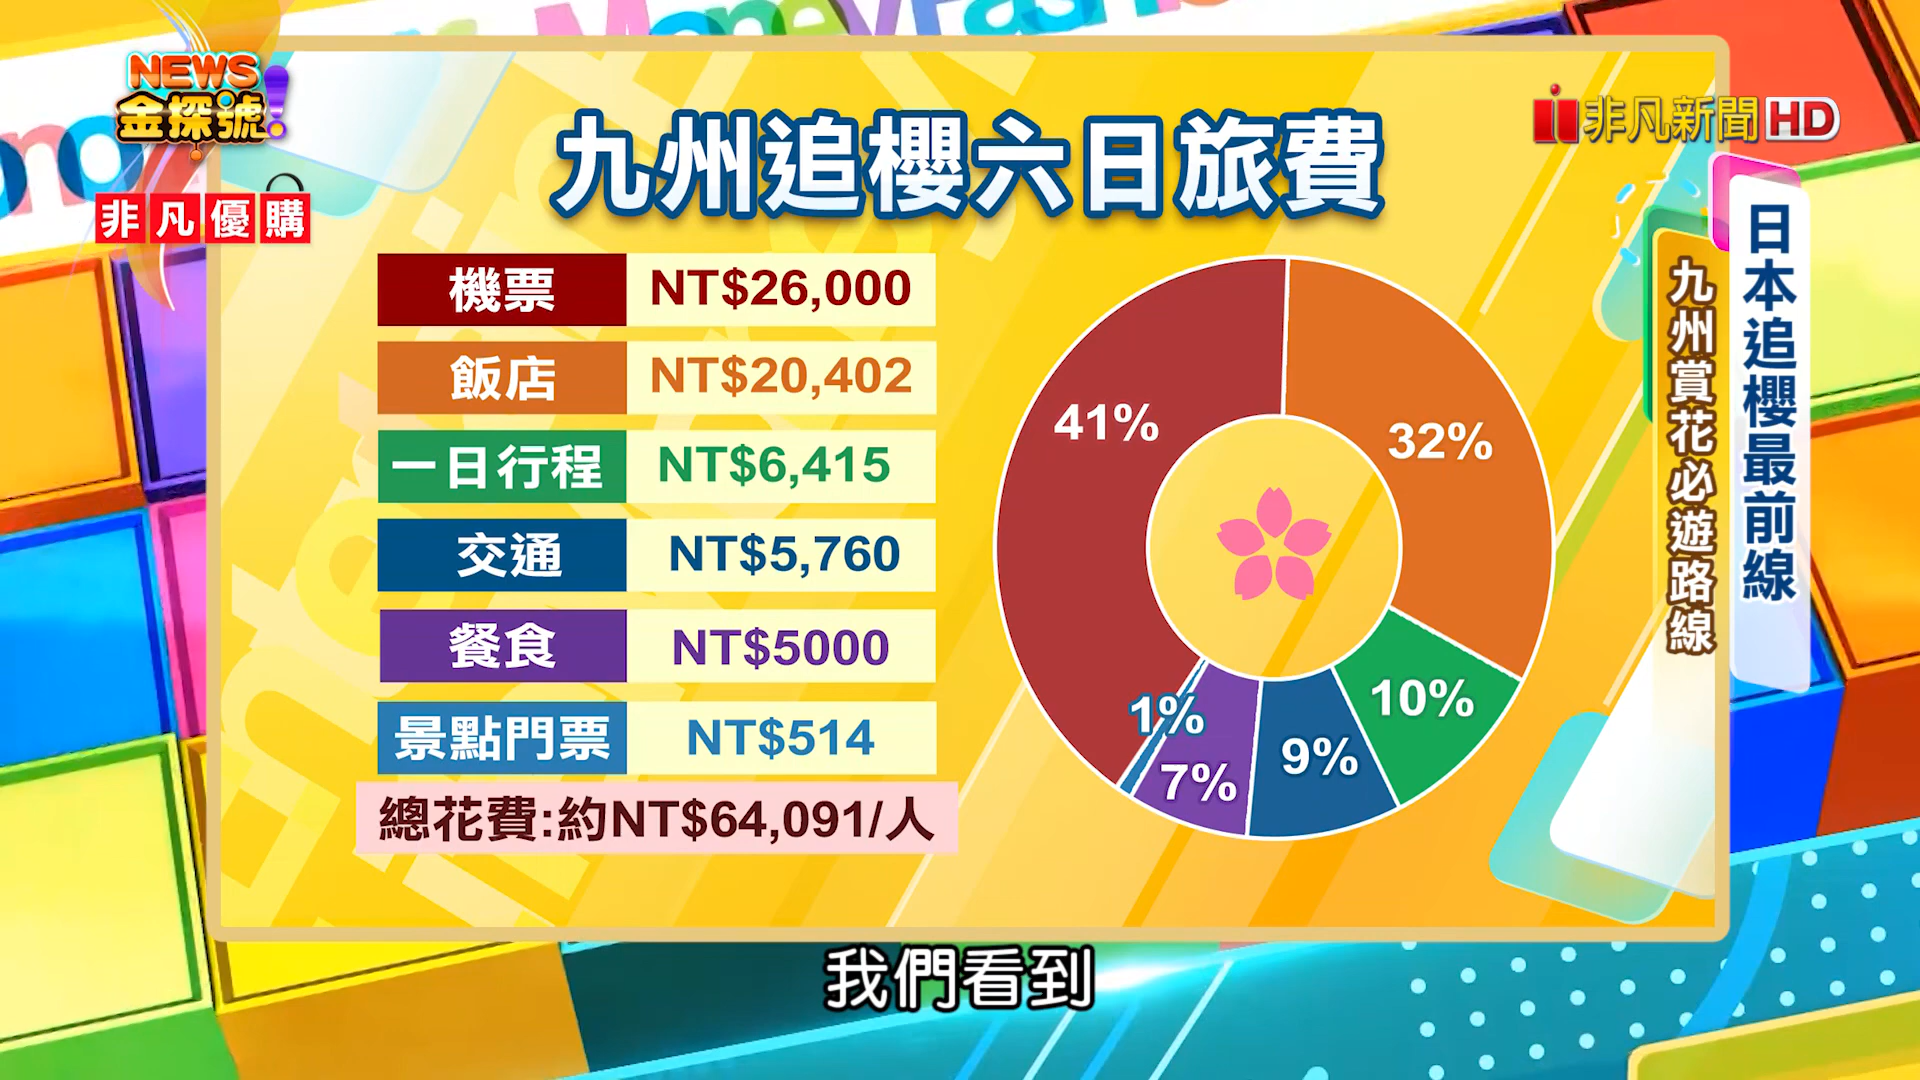 MoneyFashion
NEWS
金探號!
非凡優購
非凡新聞HD
九州追櫻六日旅費
機票 NT$26,000
飯店 NT$20,402
一日行程 NT$6,415
交通 NT$5,760
餐食 NT$5000
景點門票 NT$514
總花費:約NT$64,091/人
41%
32%
10%
9%
7%
1%
日本追櫻最前線
九州賞花必遊路線
我們看到